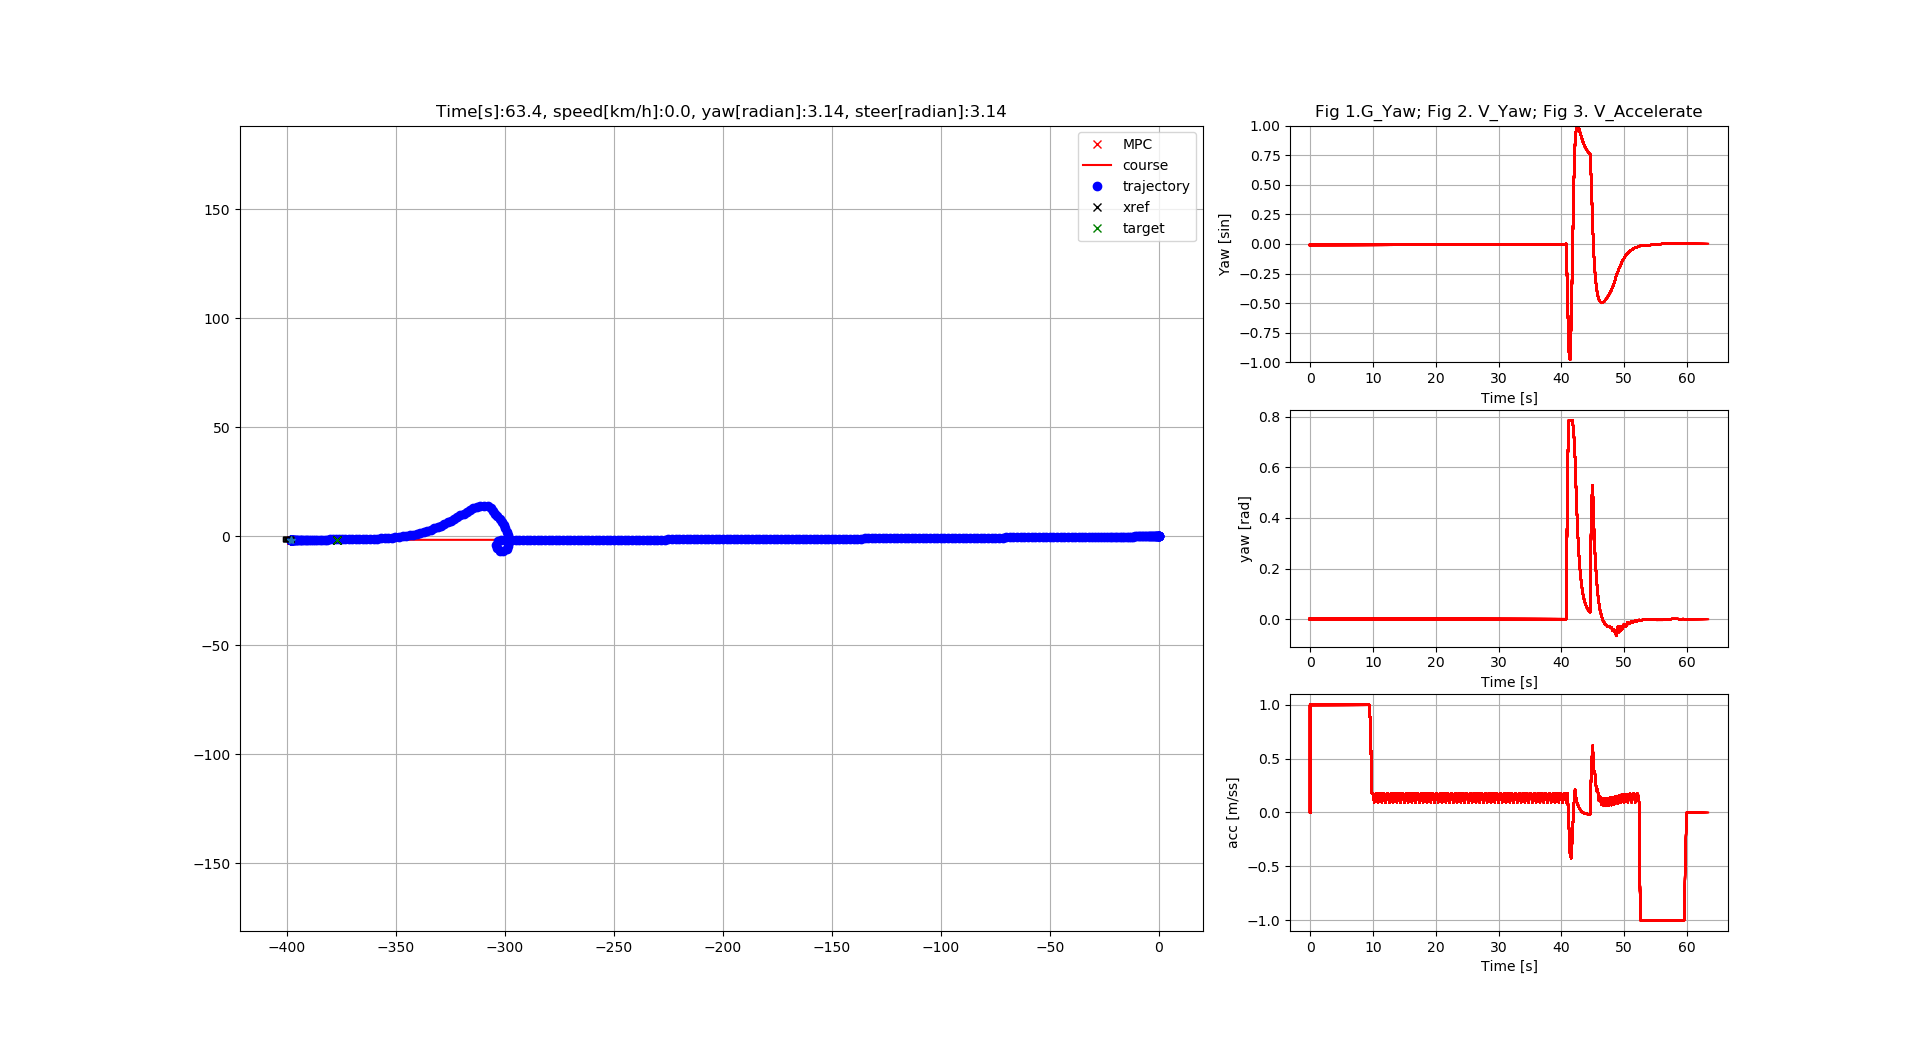 Time[s]:63.4, speed[km/h]:0.0, yaw[radian]:3.14, steer[radian]:3.14
MPC
course
trajectory
xref
target
150
100
50
0
−50
−100
−150
−400 −350 −300 −250 −200 −150 −100 −50 0
Fig 1.G_Yaw; Fig 2. V_Yaw; Fig 3. V_Accelerate
Yaw [sin]
1.00
0.75
0.50
0.25
0.00
−0.25
−0.50
−0.75
−1.00
0 10 20 30 40 50 60
Time [s]
yaw [rad]
0.8
0.6
0.4
0.2
0.0
0 10 20 30 40 50 60
Time [s]
acc [m/ss]
1.0
0.5
0.0
−0.5
−1.0
0 10 20 30 40 50 60
Time [s]